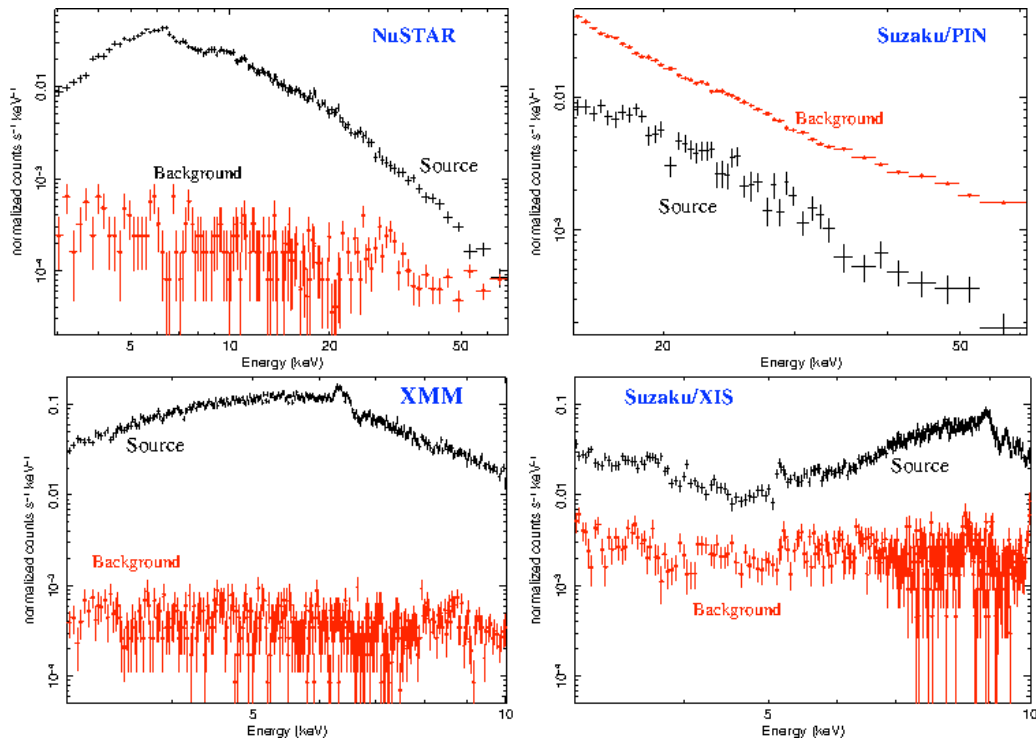 NuSTAR
Source
Background
normalized counts s⁻¹ keV⁻¹
0.01
10⁻³
10⁻⁴
5 10 20 50
Energy (keV)
Suzaku/PIN
Background
Source
normalized counts s⁻¹ keV⁻¹
0.01
10⁻³
20 50
Energy (keV)
XMM
Source
Background
normalized counts s⁻¹ keV⁻¹
0.1
0.01
10⁻³
10⁻⁴
5 10
Energy (keV)
Suzaku/XIS
Source
Background
normalized counts s⁻¹ keV⁻¹
0.1
0.01
10⁻³
10⁻⁴
5 10
Energy (keV)